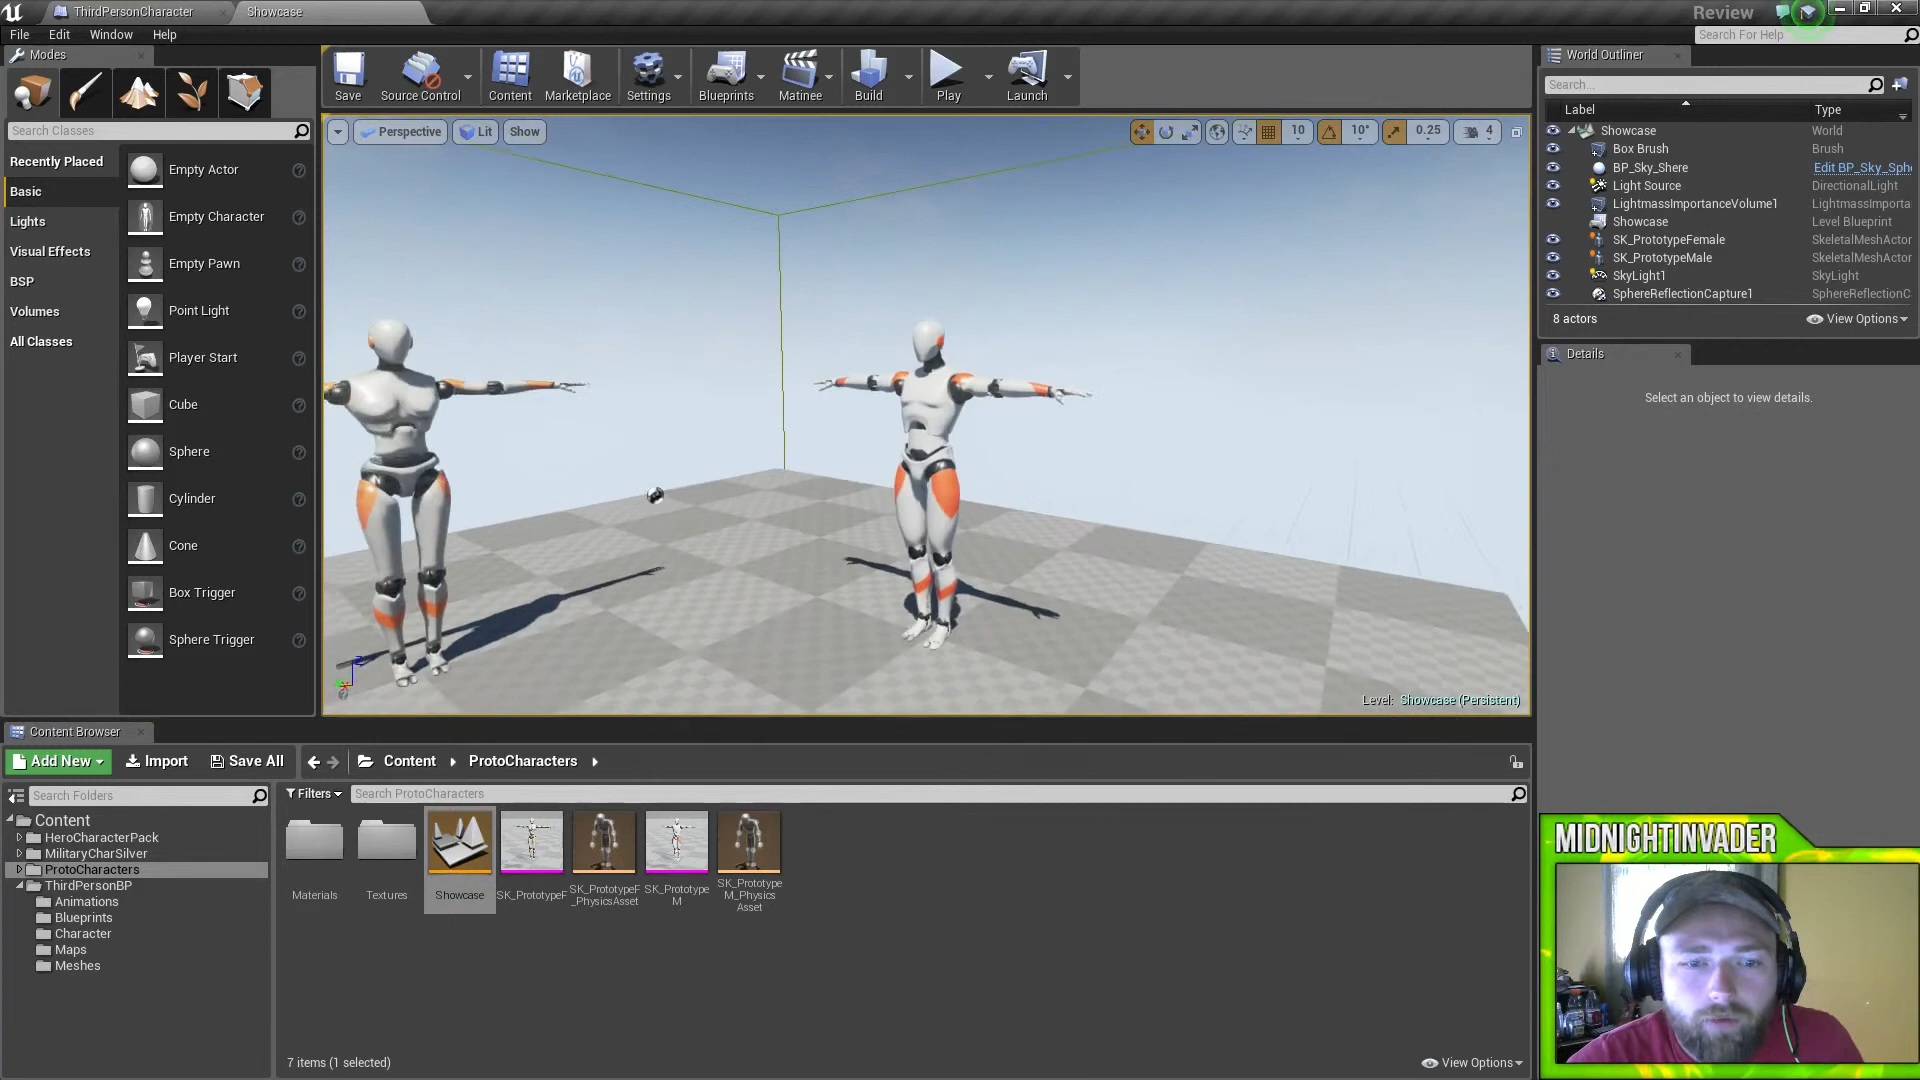 ThirdPersonCharacter
Showcase
Review
File
Edit
Window
Help
Search For Help
Modes
Search Classes
Recently Placed
Basic
Lights
Visual Effects
BSP
Volumes
All Classes
Empty Actor
Empty Character
Empty Pawn
Point Light
Player Start
Cube
Sphere
Cylinder
Cone
Box Trigger
Sphere Trigger
Save
Source Control
Content
Marketplace
Settings
Blueprints
Matinee
Build
Play
Launch
Perspective
Lit
Show
10
10°
0.25
4
Level: Showcase (Persistent)
World Outliner
Search...
Label
Type
Showcase World
Box Brush Brush
BP_Sky_Shere Edit BP_Sky_Sph
Light Source DirectionalLight
LightmassImportanceVolume1 LightmassImporta
Showcase Level Blueprint
SK_PrototypeFemale SkeletalMeshActor
SK_PrototypeMale SkeletalMeshActor
SkyLight1 SkyLight
SphereReflectionCapture1 SphereReflectionC
8 actors
View Options
Details
Select an object to view details.
Content Browser
Add New
Import
Save All
Content
ProtoCharacters
Search Folders
Filters
Search ProtoCharacters
Content
HeroCharacterPack
MilitaryCharSilver
ProtoCharacters
ThirdPersonBP
Animations
Blueprints
Character
Maps
Meshes
Materials
Textures
Showcase
SK_PrototypeF
SK_PrototypeF
_PhysicsAsset
SK_Prototype
M
SK_Prototype
M_Physics
Asset
7 items (1 selected)
View Options
MIDNIGHTINVADER